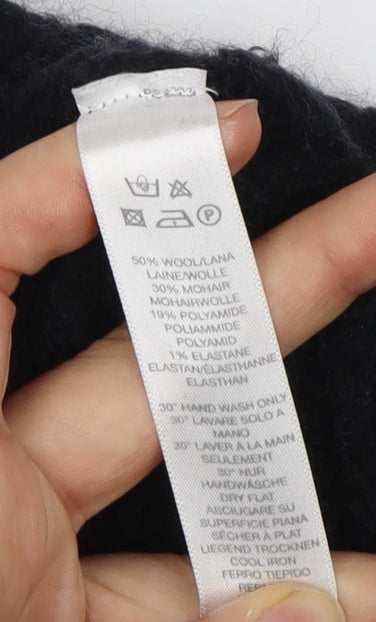 P
50% WOOL/LANA
LAINE/WOLLE
30% MOHAIR
MOHAIRWOLLE
19% POLYAMIDE
POLIAMMIDE
POLYAMID
1% ELASTANE
ELASTAN/ÉLASTHANNE
ELASTHAN
30° HAND WASH ONLY
30° LAVARE SOLO A
MANO
30° LAVER À LA MAIN
SEULEMENT
30° NUR
HANDWÄSCHE
DRY FLAT
ASCIUGARE SU
SUPERFICIE PIANA
SÉCHER À PLAT
LIEGEND TROCKNEN
COOL IRON
FERRO TIEPIDO